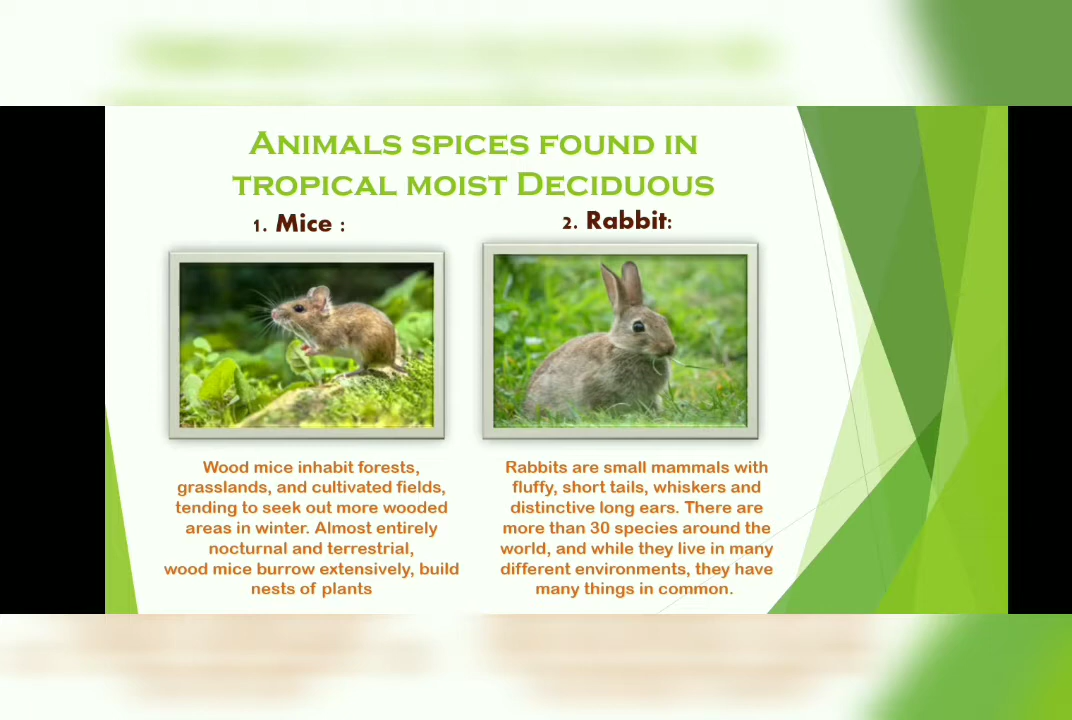 Animals spices found in
tropical moist Deciduous
1. Mice :
2. Rabbit:
Wood mice inhabit forests,
grasslands, and cultivated fields,
tending to seek out more wooded
areas in winter. Almost entirely
nocturnal and terrestrial,
wood mice burrow extensively, build
nests of plants
Rabbits are small mammals with
fluffy, short tails, whiskers and
distinctive long ears. There are
more than 30 species around the
world, and while they live in many
different environments, they have
many things in common.